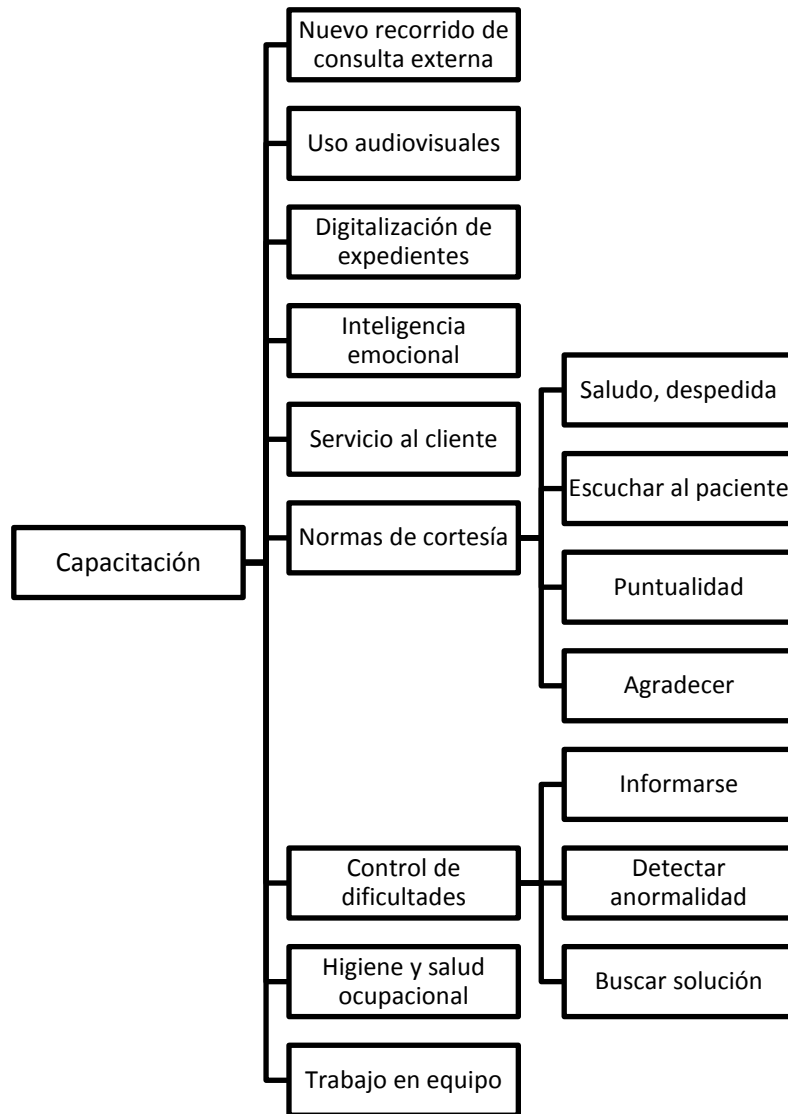 Capacitación
Nuevo recorrido de
consulta externa
Uso audiovisuales
Digitalización de
expedientes
Inteligencia
emocional
Servicio al cliente
Normas de cortesía
Saludo, despedida
Escuchar al paciente
Puntualidad
Agradecer
Control de
dificultades
Informarse
Detectar
anormalidad
Buscar solución
Higiene y salud
ocupacional
Trabajo en equipo